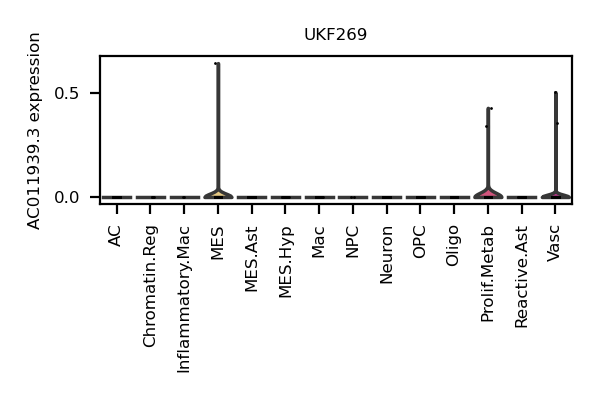 UKF269
AC011939.3 expression
0.5
0.0
AC
Chromatin.Reg
Inflammatory.Mac
MES
MES.Ast
MES.Hyp
Mac
NPC
Neuron
OPC
Oligo
Prolif.Metab
Reactive.Ast
Vasc